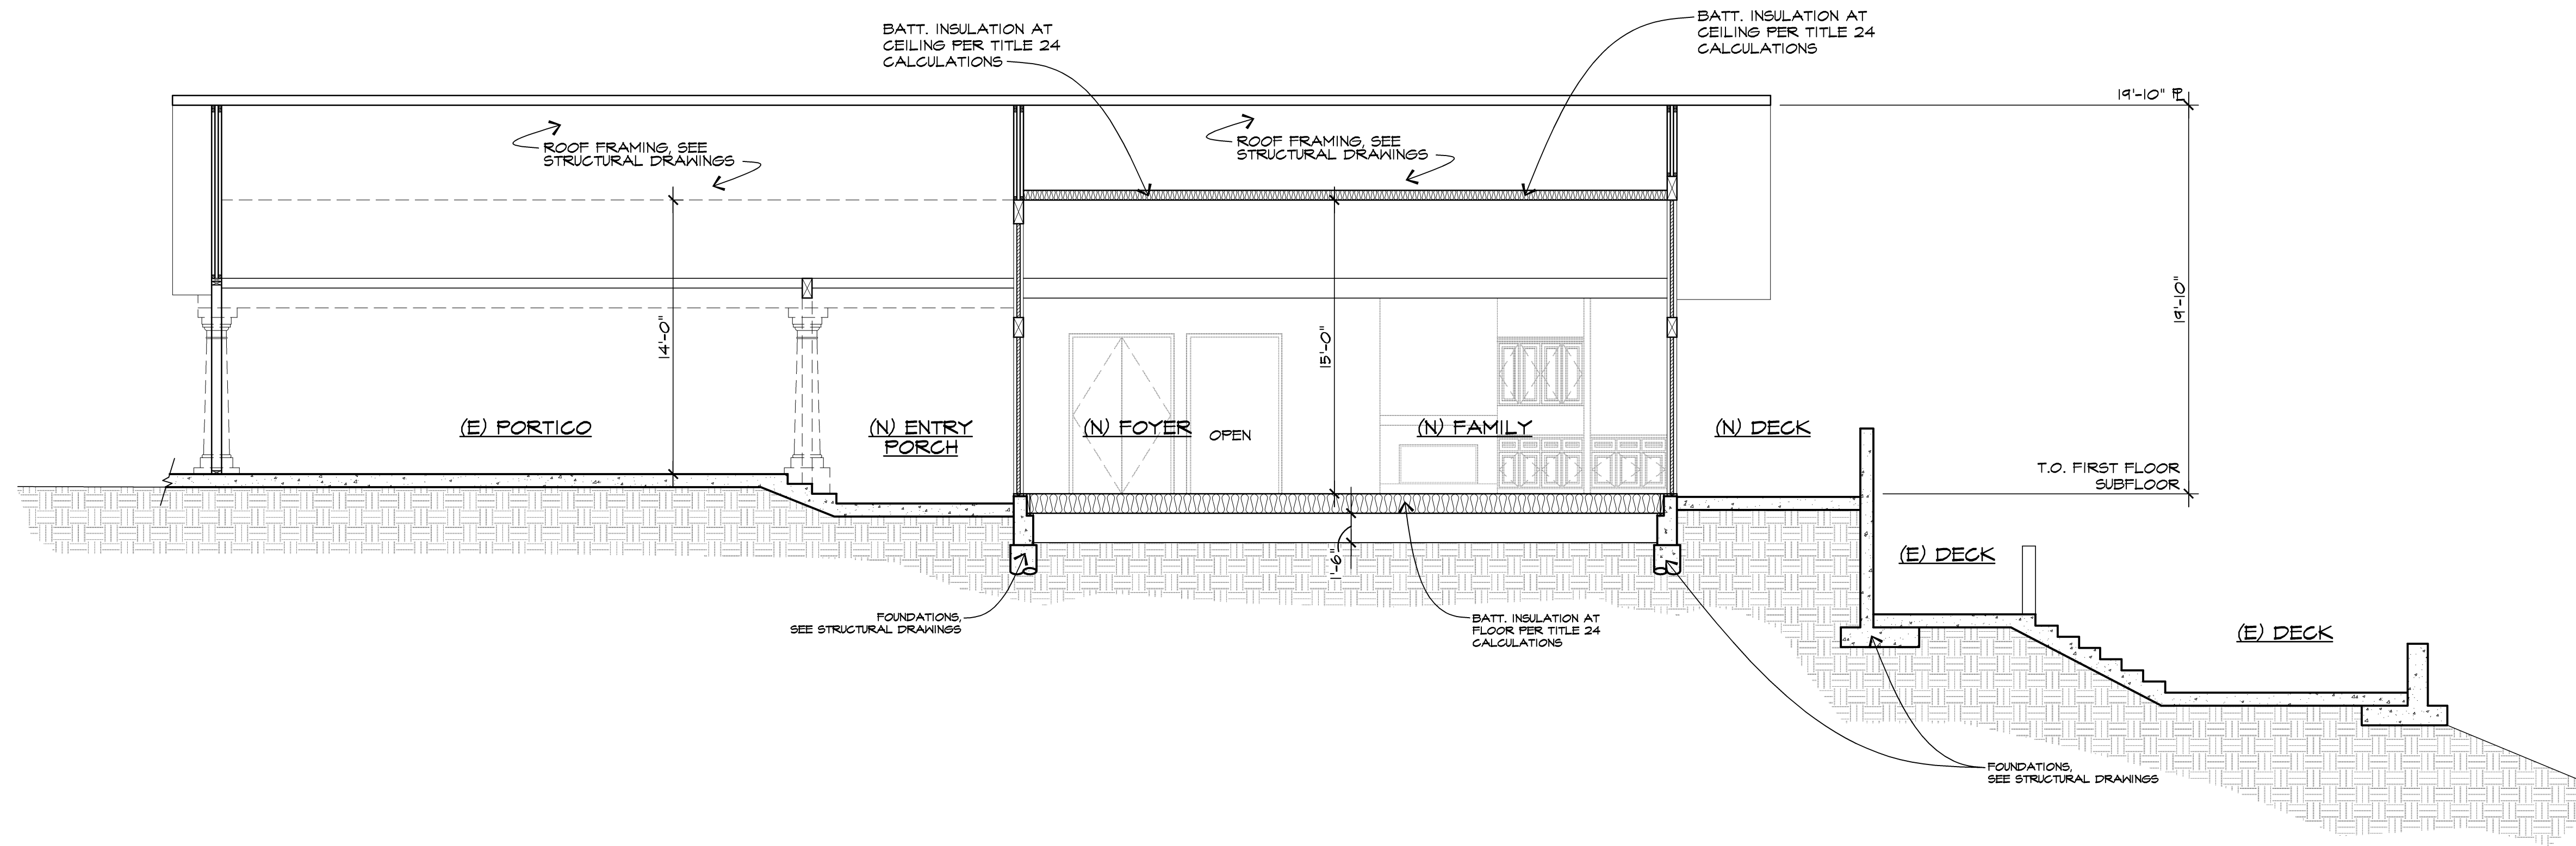 BATT. INSULATION AT
CEILING PER TITLE 24
CALCULATIONS
BATT. INSULATION AT
CEILING PER TITLE 24
CALCULATIONS
19'-10" PL
ROOF FRAMING, SEE
STRUCTURAL DRAWINGS
ROOF FRAMING, SEE
STRUCTURAL DRAWINGS
14'-0"
15'-0"
19'-10"
(E) PORTICO
(N) ENTRY
PORCH
(N) FOYER
OPEN
(N) FAMILY
(N) DECK
T.O. FIRST FLOOR
SUBFLOOR
1'-6"
(E) DECK
FOUNDATIONS,
SEE STRUCTURAL DRAWINGS
BATT. INSULATION AT
FLOOR PER TITLE 24
CALCULATIONS
(E) DECK
FOUNDATIONS,
SEE STRUCTURAL DRAWINGS